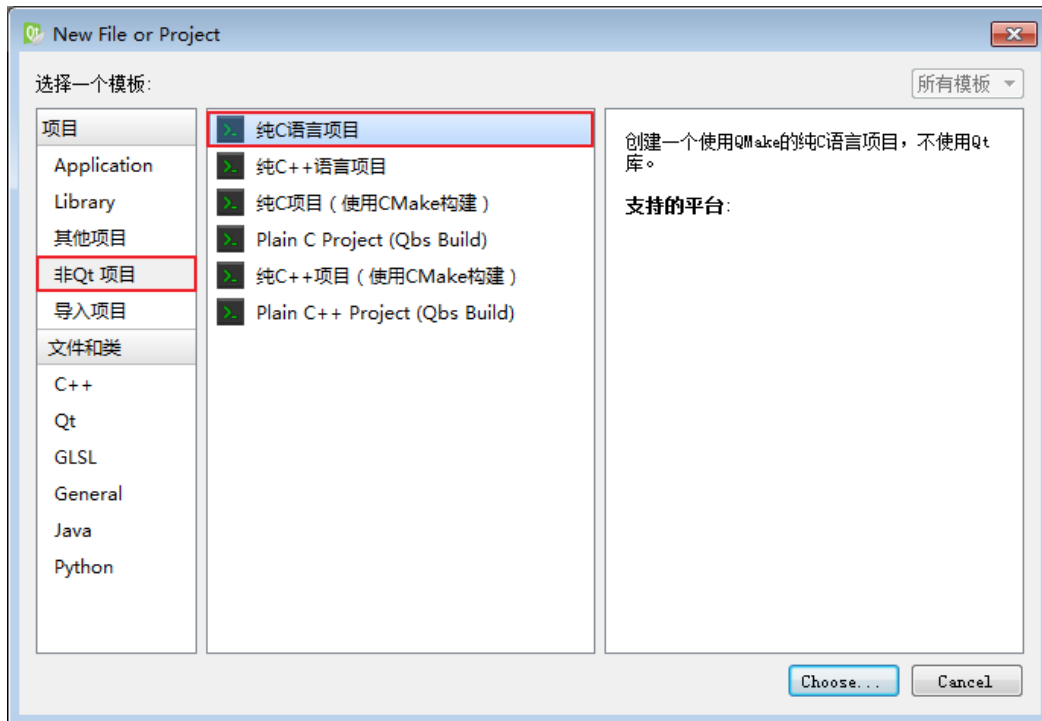 New File or Project
选择一个模板:
所有模板
项目
Application
Library
其他项目
非Qt 项目
导入项目
文件和类
C++
Qt
GLSL
General
Java
Python
纯C语言项目
纯C++语言项目
纯C项目（使用CMake构建）
Plain C Project (Qbs Build)
纯C++项目（使用CMake构建）
Plain C++ Project (Qbs Build)
创建一个使用QMake的纯C语言项目，不使用Qt
库。
支持的平台:
Choose...
Cancel